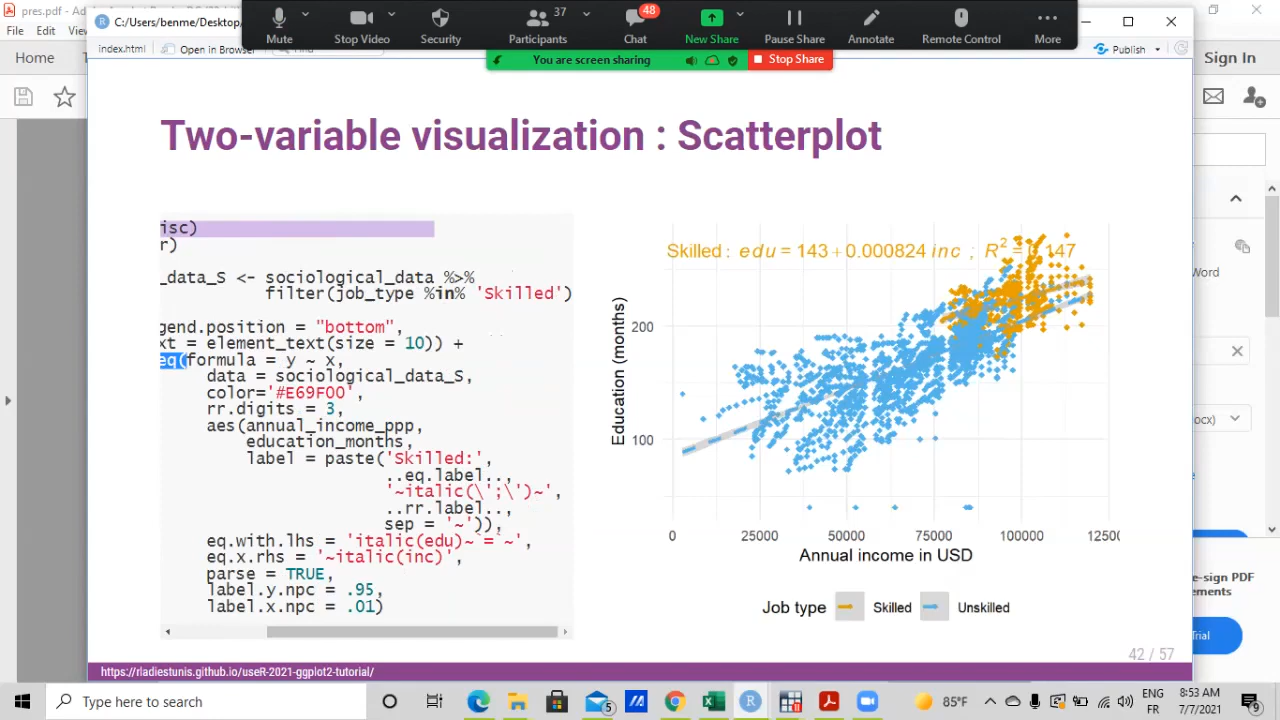 pres.pdf -
File
Edit
C:/Users/benme/Desktop/
Mute
Stop Video
Security
37
Participants
48
Chat
New Share
Pause Share
Annotate
Remote Control
More
index.html
Open in Browser
Find
You are screen sharing
Stop Share
Publish
Home
Sign In
Two-variable visualization : Scatterplot
isc)
r)
_data_S <- sociological_data %>%
filter(job_type %in% 'Skilled')
gend.position = "bottom",
xt = element_text(size = 10)) +
eq(formula = y ~ x,
data = sociological_data_S,
color='#E69F00',
rr.digits = 3,
aes(annual_income_ppp,
education_months,
label = paste('Skilled:',
..eq.label..,
'~italic(\';\')~',
..rr.label..,
sep = '~')),
eq.with.lhs = 'italic(edu)~`=`~',
eq.x.rhs = '~italic(inc)',
parse = TRUE,
label.y.npc = .95,
label.x.npc = .01)
Skilled : edu = 143 + 0.000824 inc ; R² = 0.147
Education (months)
200
100
0 25000 50000 75000 100000 12500
Annual income in USD
Job type Skilled Unskilled
42 / 57
https://rladiestunis.github.io/useR-2021-ggplot2-tutorial/
Word
ocx)
e-sign PDF
ements
Trial
Type here to search
5
85°F
ENG
FR
8:53 AM
7/7/2021
9